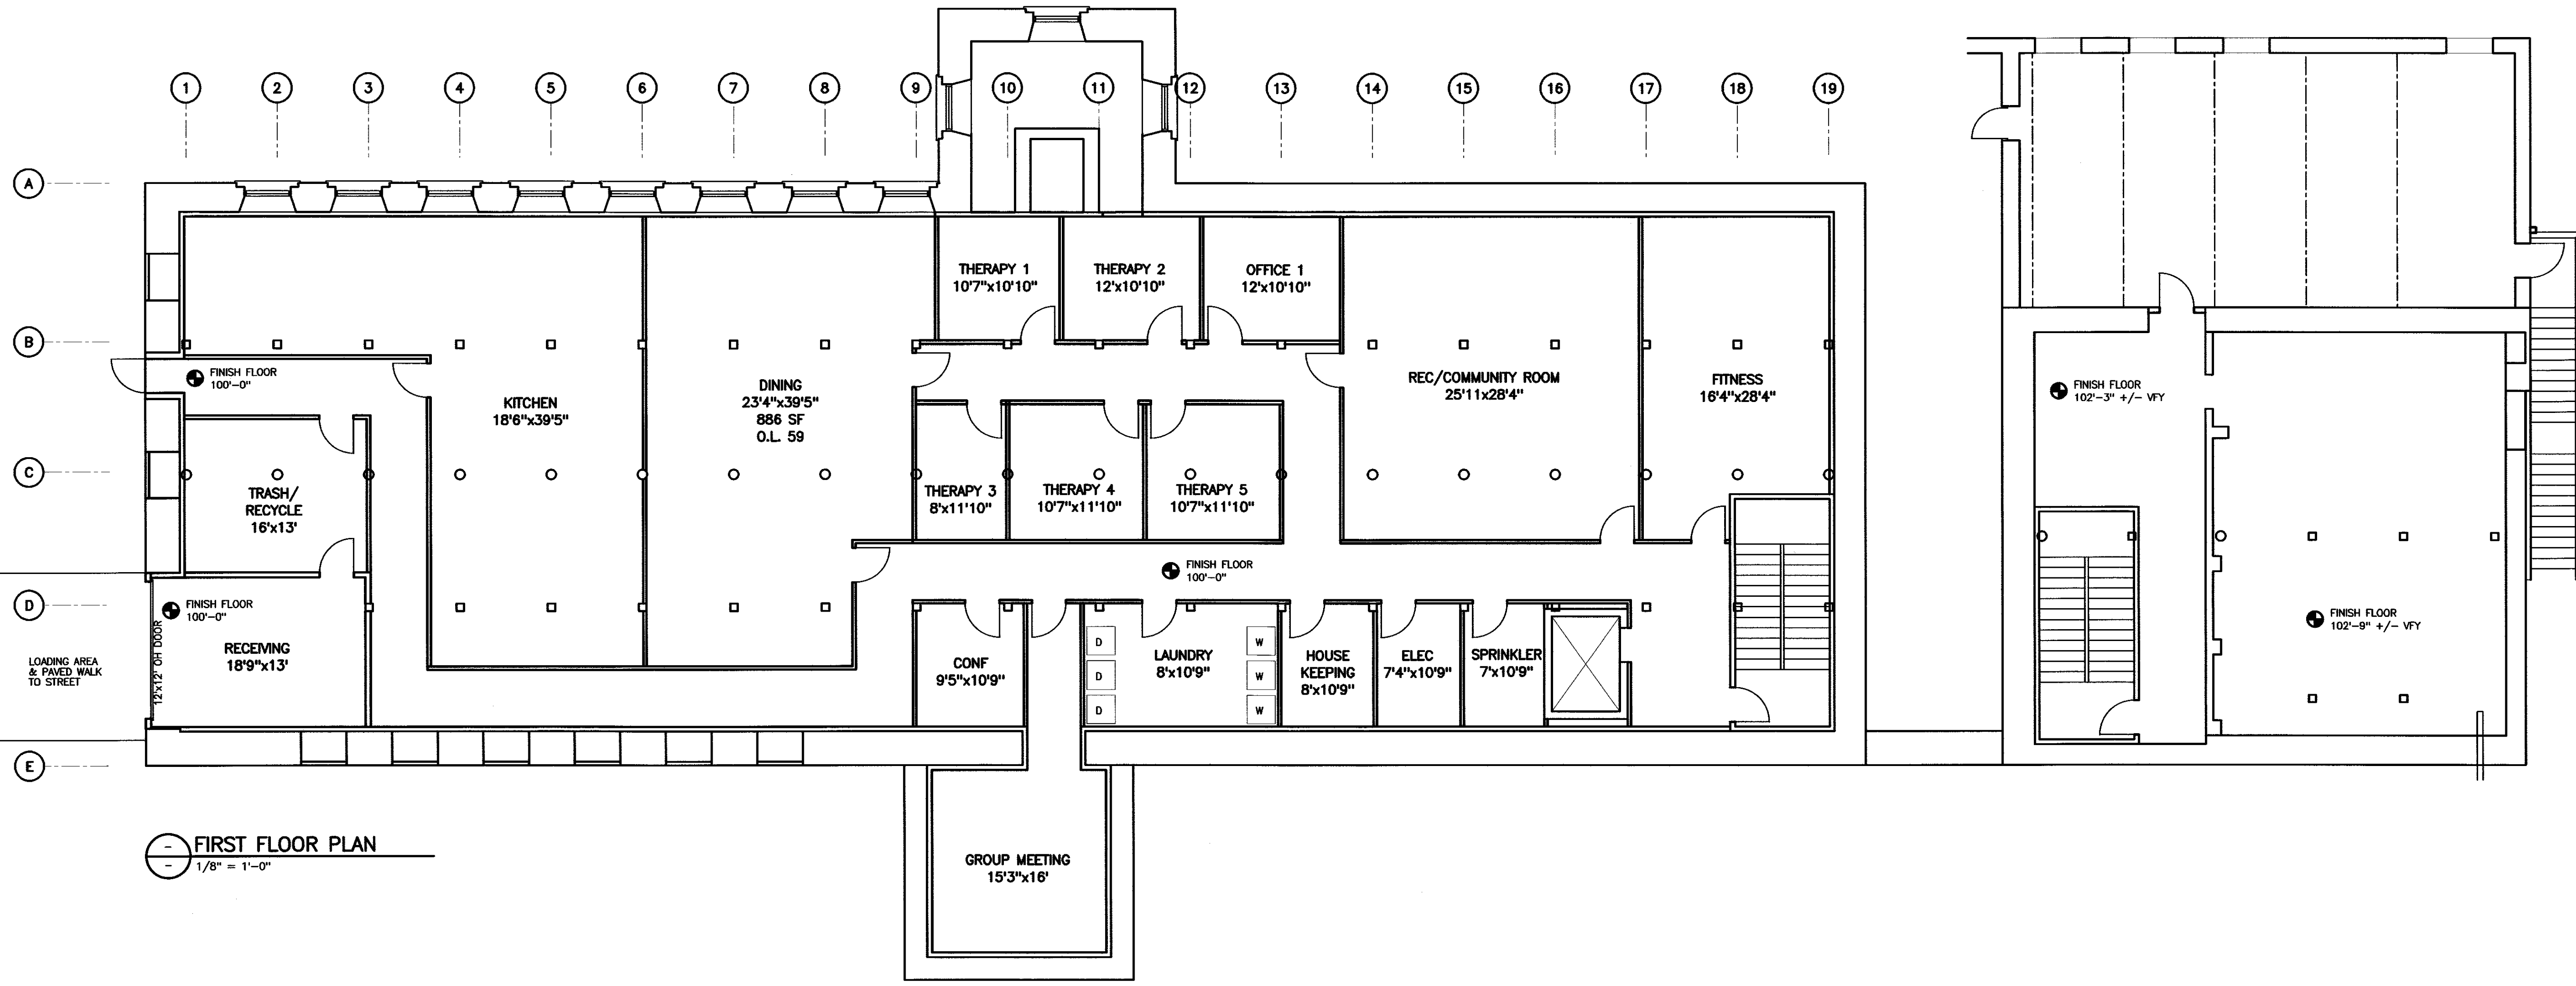 1 2 3 4 5 6 7 8 9 10 11 12 13 14 15 16 17 18 19
A
B
C
D
E
THERAPY 1
10'7"x10'10"
THERAPY 2
12'x10'10"
OFFICE 1
12'x10'10"
FINISH FLOOR
100'-0"
KITCHEN
18'6"x39'5"
DINING
23'4"x39'5"
886 SF
O.L. 59
REC/COMMUNITY ROOM
25'11x28'4"
FITNESS
16'4"x28'4"
FINISH FLOOR
102'-3" +/- VFY
TRASH/
RECYCLE
16'x13'
THERAPY 3
8'x11'10"
THERAPY 4
10'7"x11'10"
THERAPY 5
10'7"x11'10"
FINISH FLOOR
100'-0"
FINISH FLOOR
100'-0"
12'x12' OH DOOR
RECEIVING
18'9"x13'
LOADING AREA
& PAVED WALK
TO STREET
CONF
9'5"x10'9"
D
D
D
LAUNDRY
8'x10'9"
W
W
W
HOUSE
KEEPING
8'x10'9"
ELEC
7'4"x10'9"
SPRINKLER
7'x10'9"
FINISH FLOOR
102'-9" +/- VFY
GROUP MEETING
15'3"x16'
-
-
FIRST FLOOR PLAN
1/8" = 1'-0"